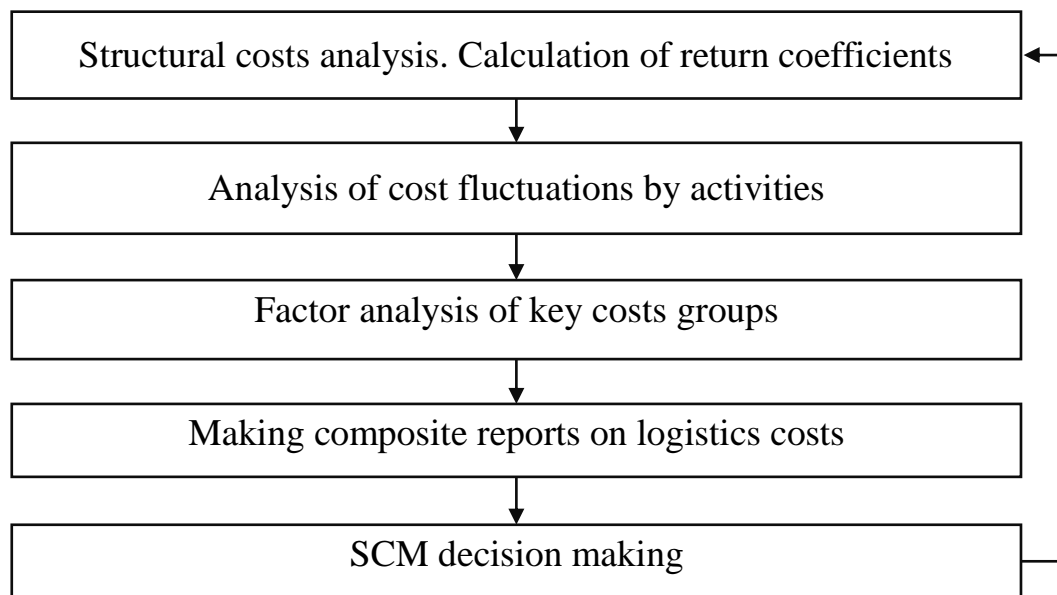 Structural costs analysis. Calculation of return coefficients
Analysis of cost fluctuations by activities
Factor analysis of key costs groups
Making composite reports on logistics costs
SCM decision making